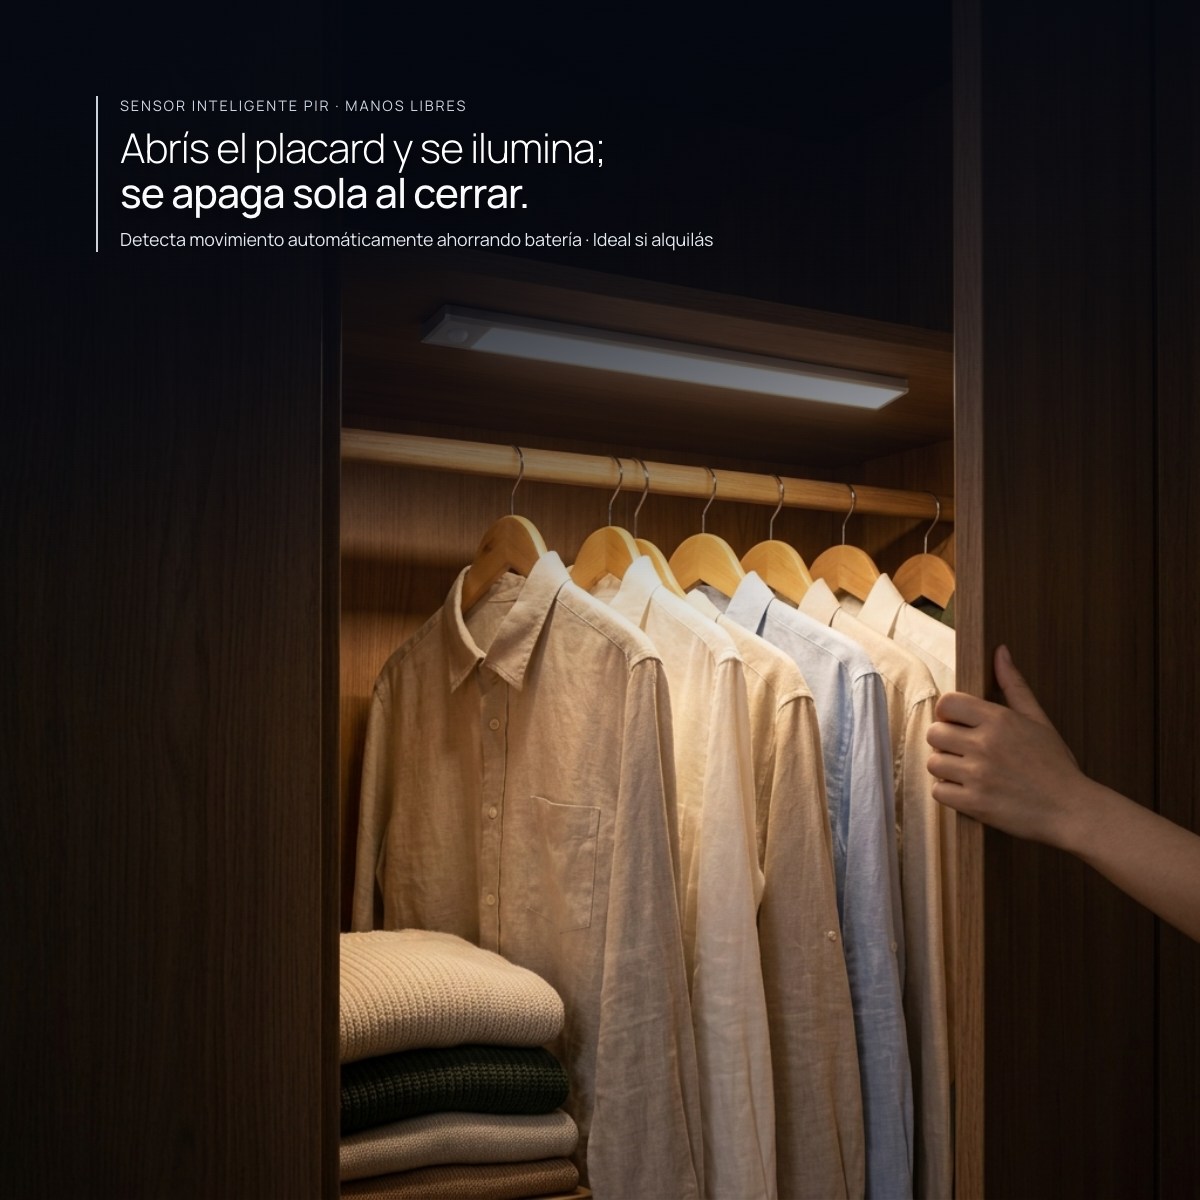 SENSOR INTELIGENTE PIR · MANOS LIBRES
Abrís el placard y se ilumina;
se apaga sola al cerrar.
Detecta movimiento automáticamente ahorrando batería · Ideal si alquilás